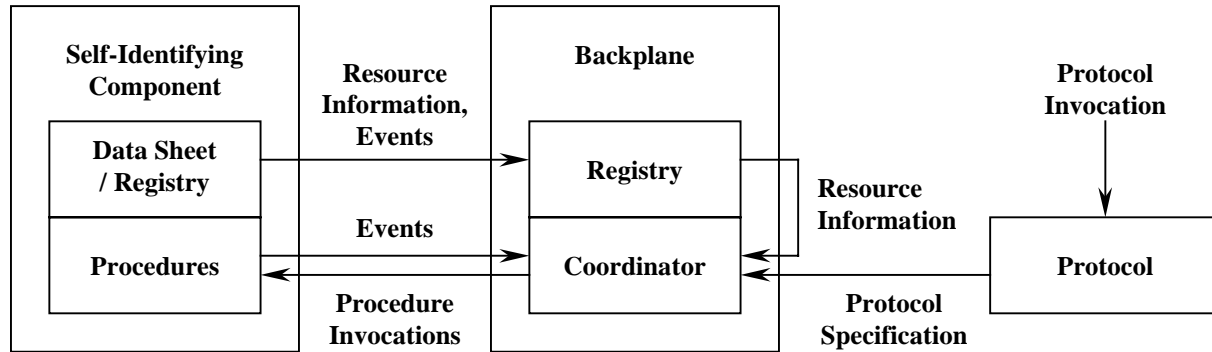 Self-Identifying
Component
Data Sheet
/ Registry
Procedures
Resource
Information,
Events
Events
Procedure
Invocations
Backplane
Registry
Coordinator
Resource
Information
Protocol
Specification
Protocol
Invocation
Protocol